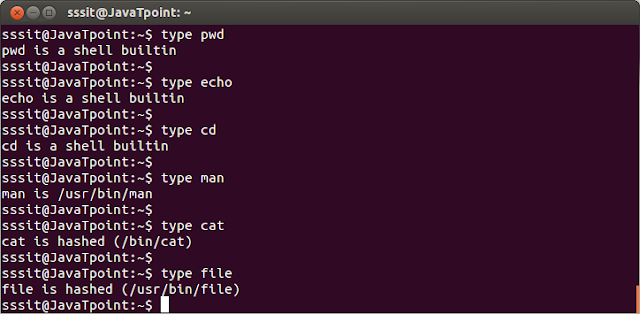 sssit@JavaTpoint: ~
sssit@JavaTpoint:~$ type pwd
pwd is a shell builtin
sssit@JavaTpoint:~$
sssit@JavaTpoint:~$ type echo
echo is a shell builtin
sssit@JavaTpoint:~$
sssit@JavaTpoint:~$ type cd
cd is a shell builtin
sssit@JavaTpoint:~$
sssit@JavaTpoint:~$ type man
man is /usr/bin/man
sssit@JavaTpoint:~$
sssit@JavaTpoint:~$ type cat
cat is hashed (/bin/cat)
sssit@JavaTpoint:~$
sssit@JavaTpoint:~$ type file
file is hashed (/usr/bin/file)
sssit@JavaTpoint:~$